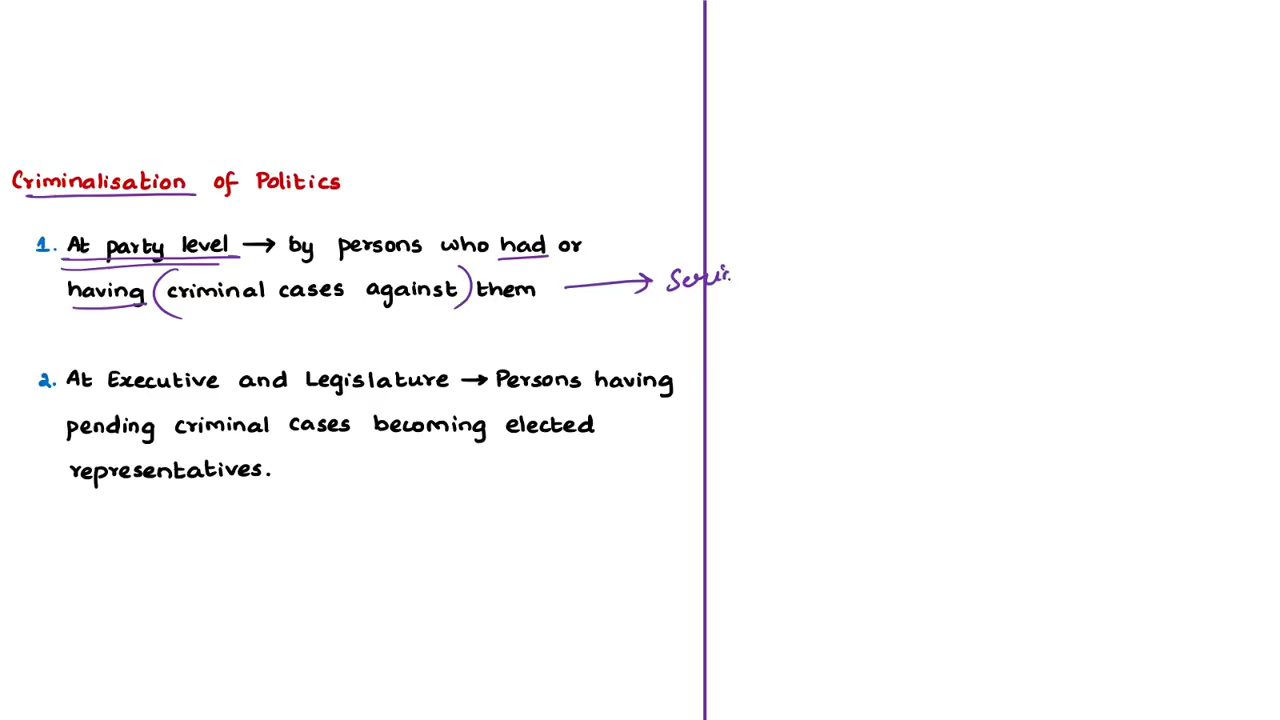 Criminalisation of Politics
1. At party level → by persons who had or
having (criminal cases against) them →
2. At Executive and Legislature → Persons having
pending criminal cases becoming elected
representatives.